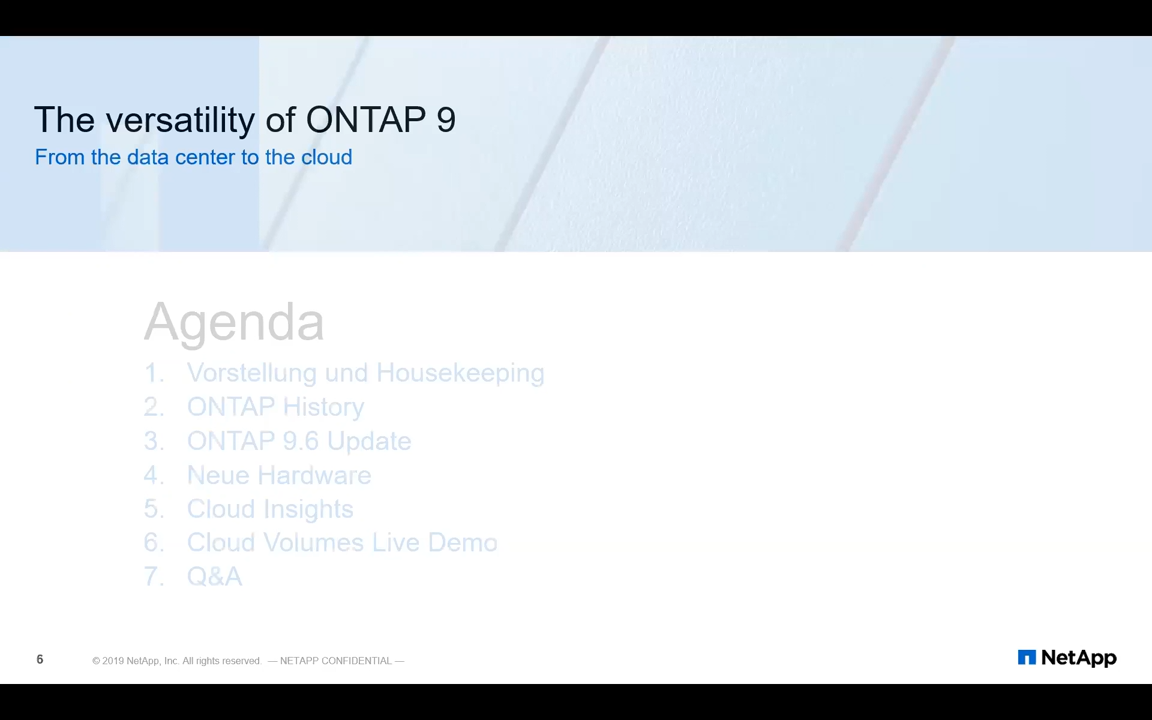 The versatility of ONTAP 9
From the data center to the cloud
Agenda
1. Vorstellung und Housekeeping
2. ONTAP History
3. ONTAP 9.6 Update
4. Neue Hardware
5. Cloud Insights
6. Cloud Volumes Live Demo
7. Q&A
6 © 2019 NetApp, Inc. All rights reserved. — NETAPP CONFIDENTIAL —
NetApp